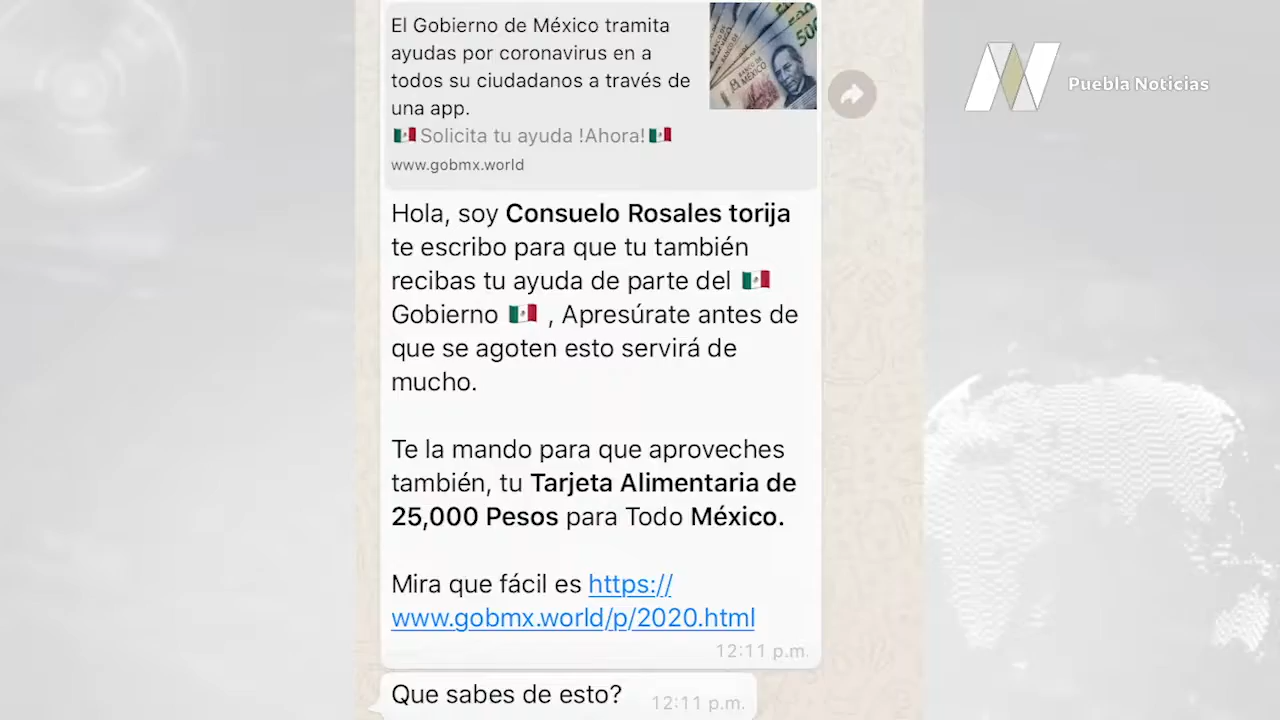 El Gobierno de México tramita
ayudas por coronavirus en a
todos su ciudadanos a través de
una app.
🇲🇽Solicita tu ayuda !Ahora!🇲🇽
www.gobmx.world
Puebla Noticias
Hola, soy Consuelo Rosales torija
te escribo para que tu también
recibas tu ayuda de parte del 🇲🇽
Gobierno 🇲🇽 , Apresúrate antes de
que se agoten esto servirá de
mucho.
Te la mando para que aproveches
también, tu Tarjeta Alimentaria de
25,000 Pesos para Todo México.
Mira que fácil es https://
www.gobmx.world/p/2020.html
12:11 p.m.
Que sabes de esto? 12:11 p.m.